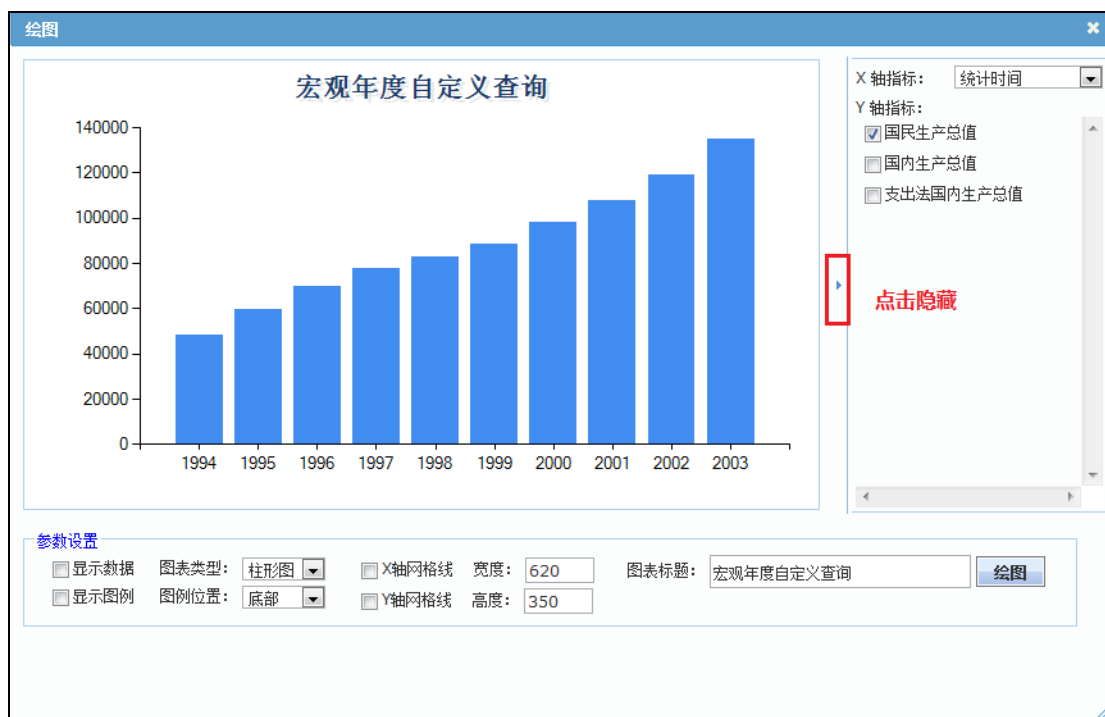 绘图
宏观年度自定义查询
140000
120000
100000
80000
60000
40000
20000
0
1994 1995 1996 1997 1998 1999 2000 2001 2002 2003
X 轴指标： 统计时间
Y 轴指标：
国民生产总值
国内生产总值
支出法国内生产总值
点击隐藏
参数设置
显示数据 图表类型： 柱形图 X轴网格线 宽度： 620 图表标题： 宏观年度自定义查询 绘图
显示图例 图例位置： 底部 Y轴网格线 高度： 350